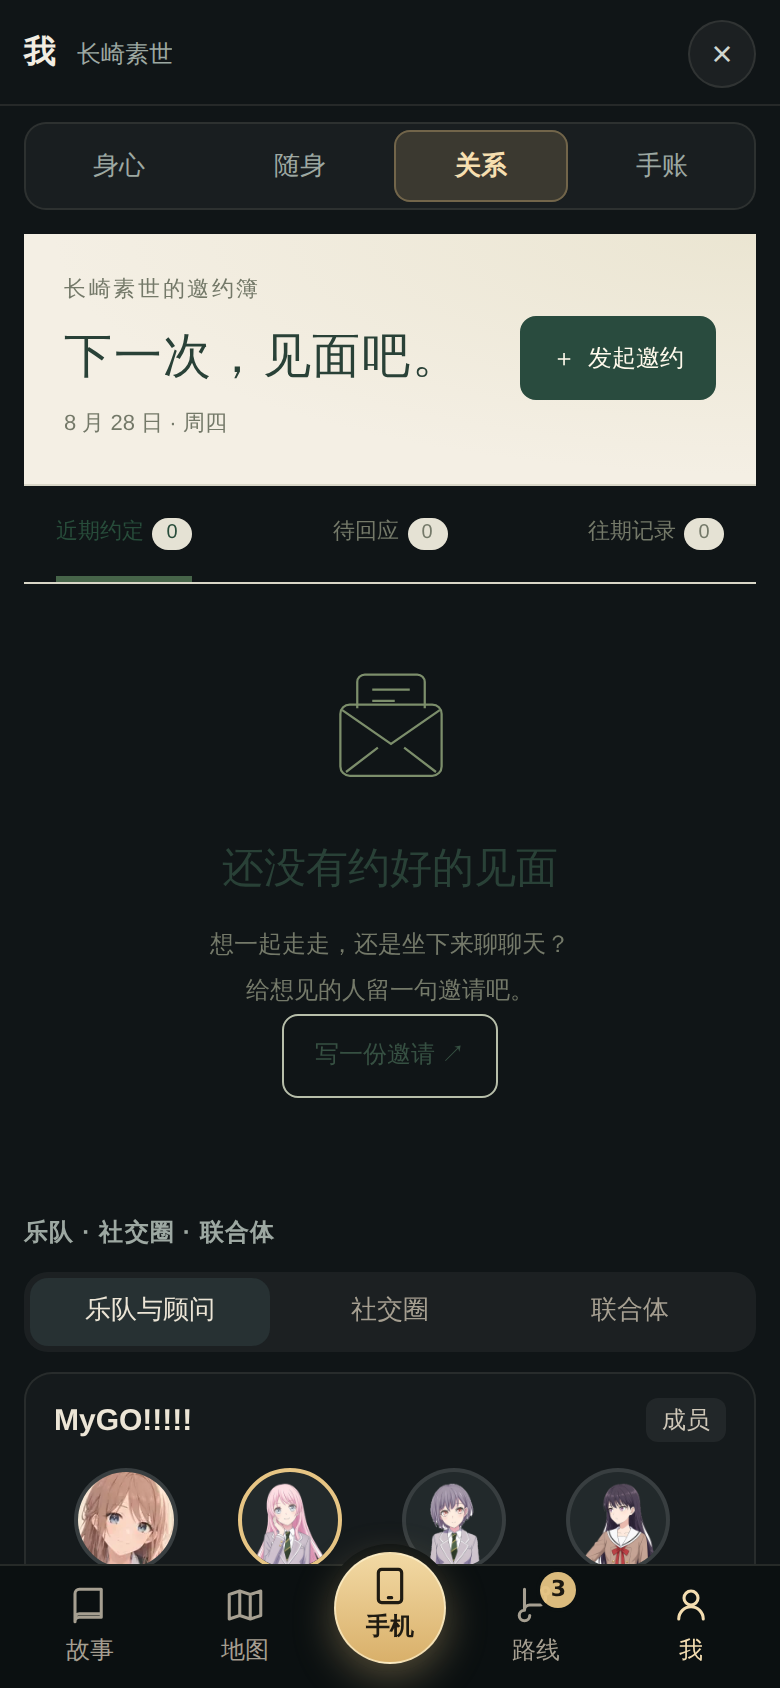 我 长崎素世 ×
身心 随身 关系 手账
长崎素世的邀约簿
下一次，见面吧。
＋ 发起邀约
8 月 28 日 · 周四
近期约定 0 待回应 0 往期记录 0
还没有约好的见面
想一起走走，还是坐下来聊聊天？
给想见的人留一句邀请吧。
写一份邀请 ↗
乐队 · 社交圈 · 联合体
乐队与顾问 社交圈 联合体
MyGO!!!!! 成员
3
故事 地图 手机 路线 我